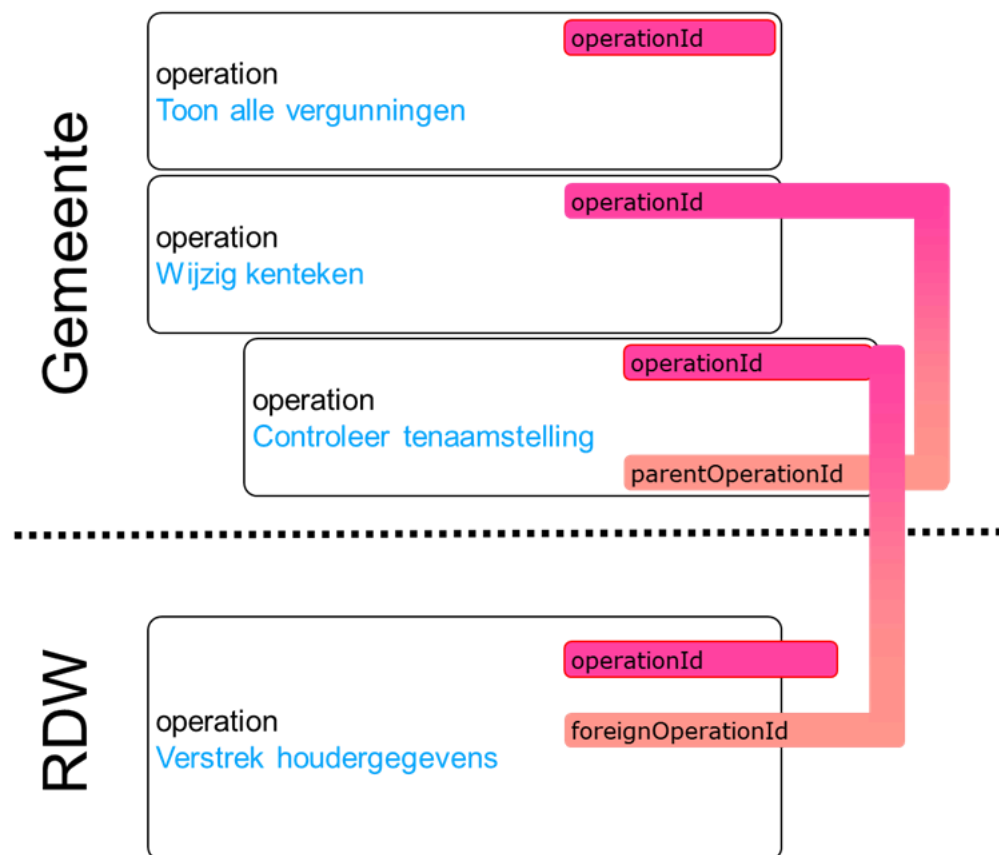 Gemeente
operationId
operation
Toon alle vergunningen
operationId
operation
Wijzig kenteken
operationId
operation
Controleer tenaamstelling
parentOperationId
RDW
operationId
operation
foreignOperationId
Verstrek houdergegevens